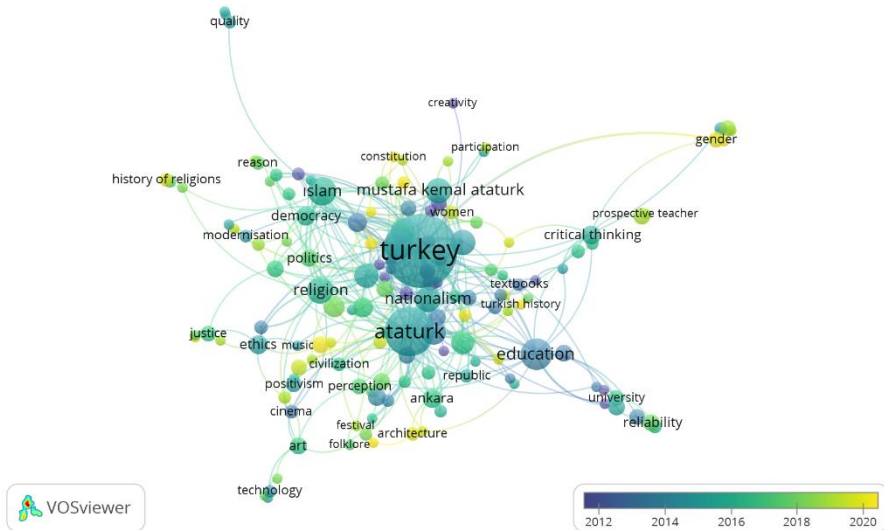 quality
creativity
gender
participation
constitution
reason
history of religions
islam
mustafa kemal ataturk
women
prospective teacher
democracy
modernisation
critical thinking
turkey
politics
textbooks
religion
nationalism
turkish history
justice
ataturk
ethics
music
education
civilization
republic
positivism
perception
ankara
university
cinema
reliability
festival
architecture
art
folklore
technology
VOSviewer
2012 2014 2016 2018 2020